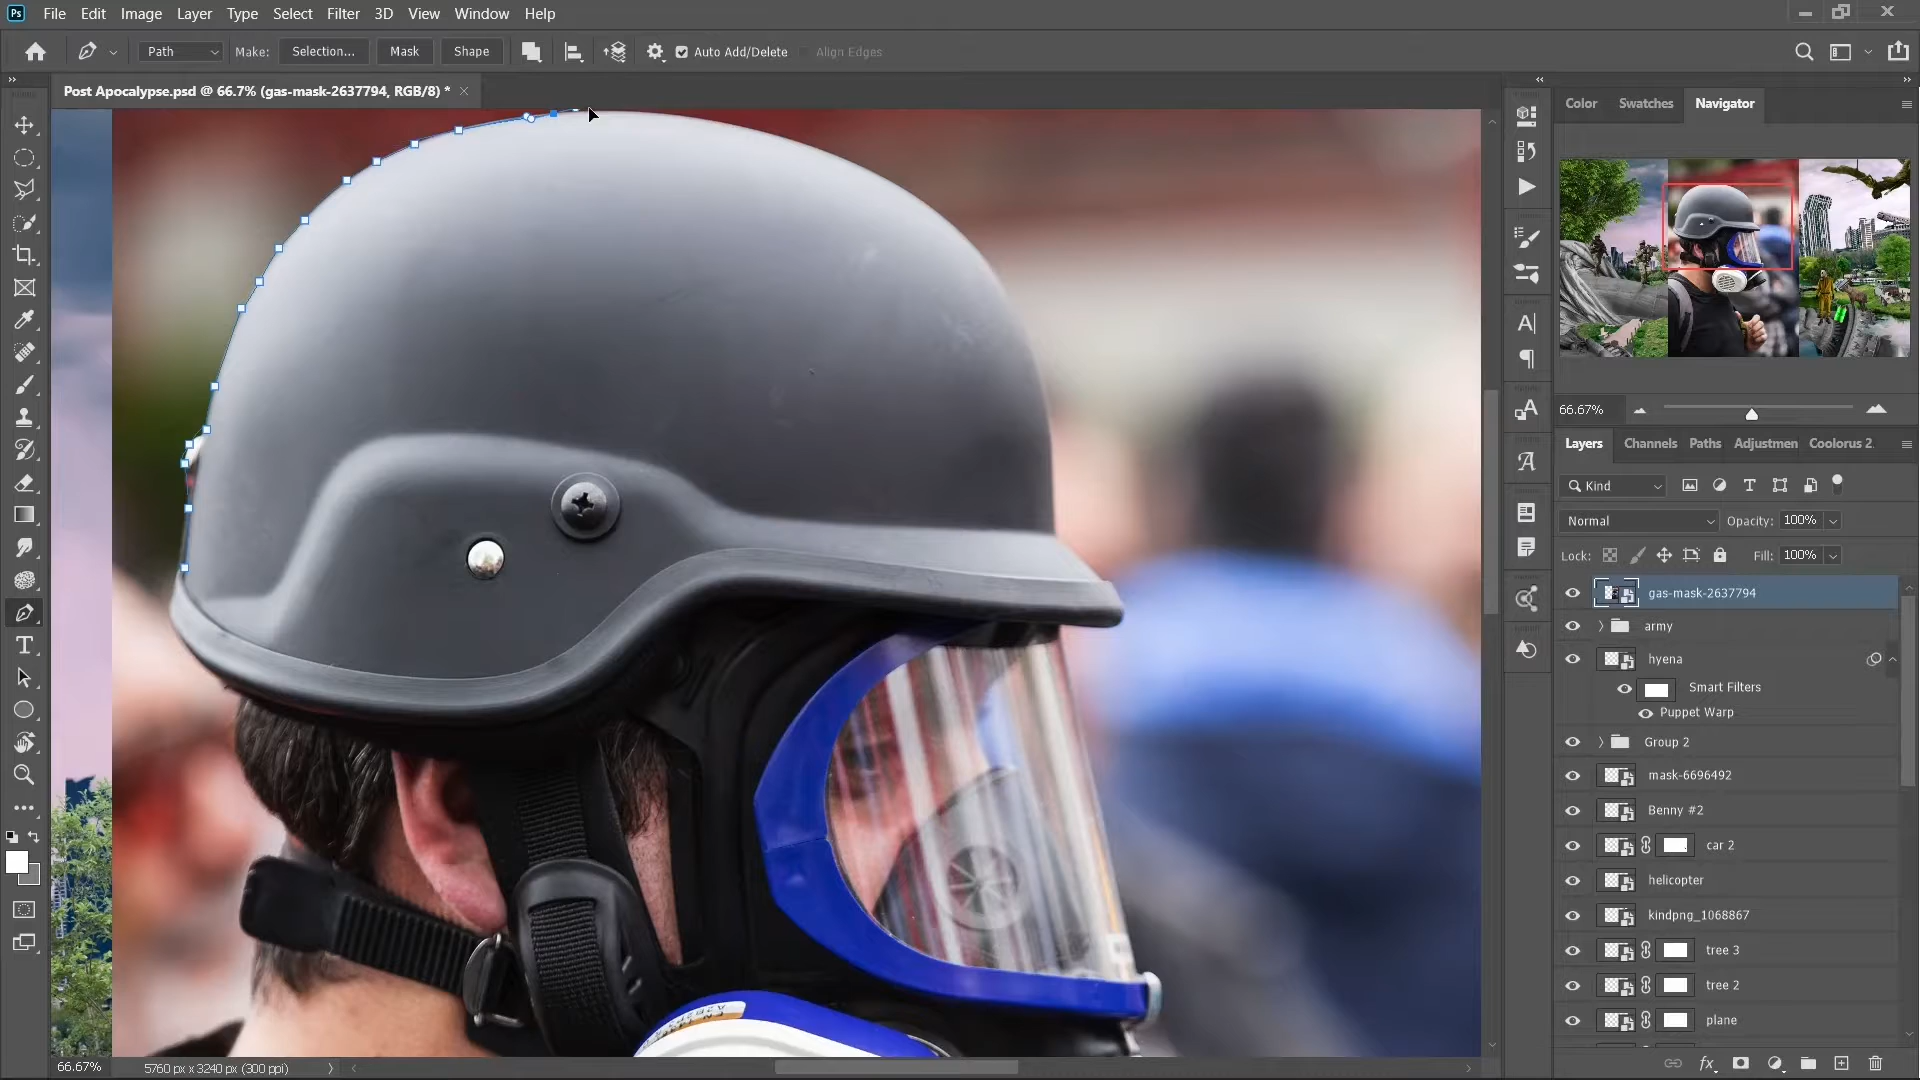 Ps File Edit Image Layer Type Select Filter 3D View Window Help
Path Make: Selection... Mask Shape Auto Add/Delete Align Edges
Post Apocalypse.psd @ 66.7% (gas-mask-2637794, RGB/8) *
Color Swatches Navigator
66.67%
Layers Channels Paths Adjustmen Coolorus 2
Kind
Normal Opacity: 100%
Lock: Fill: 100%
gas-mask-2637794
army
hyena
Smart Filters
Puppet Warp
Group 2
mask-6696492
Benny #2
car 2
helicopter
kindpng_1068867
tree 3
tree 2
plane
fx
66.67% 5760 px x 3240 px (300 ppi)